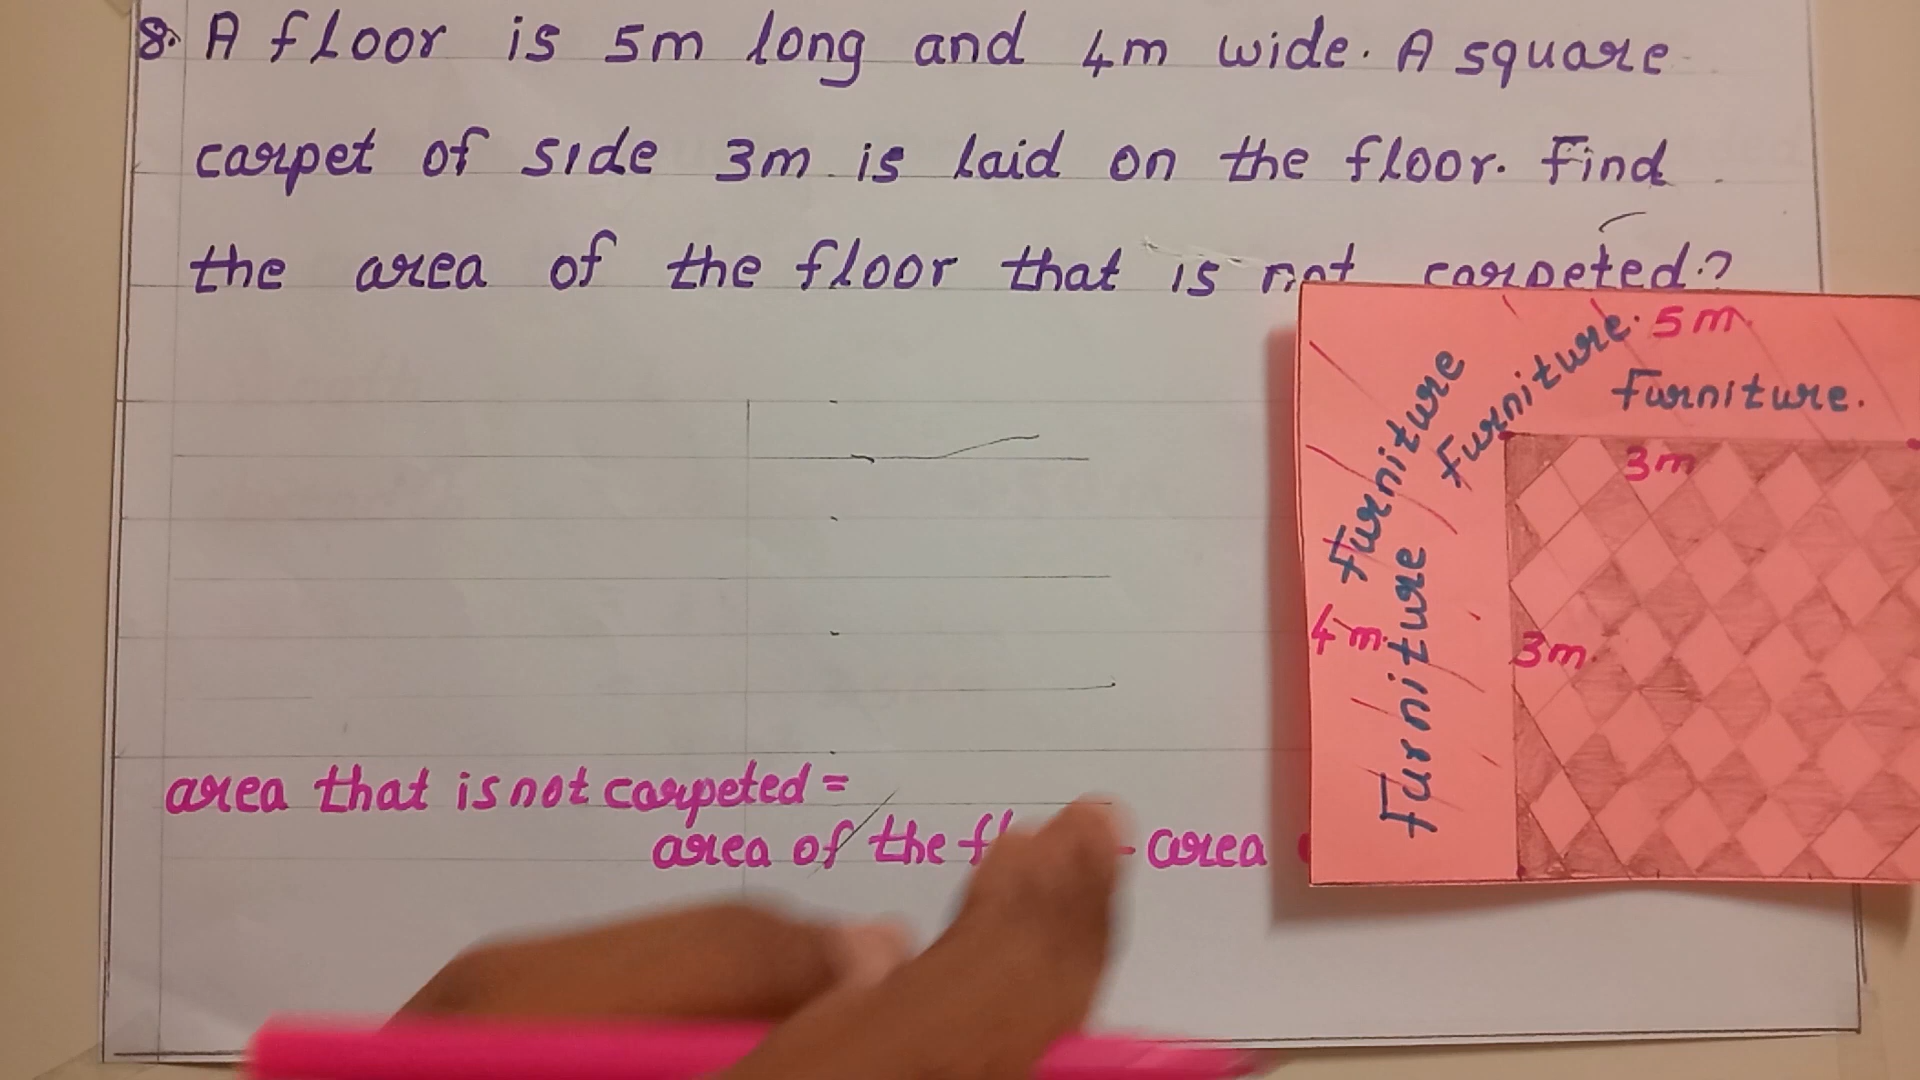 8. A floor is 5m long and 4m wide. A square
carpet of side 3m is laid on the floor. Find
the area of the floor that is not carpeted?
5m
Furniture.
Furniture
Furniture
Furniture
3m
4m.
3m.
area that is not carpeted =
area of the - area